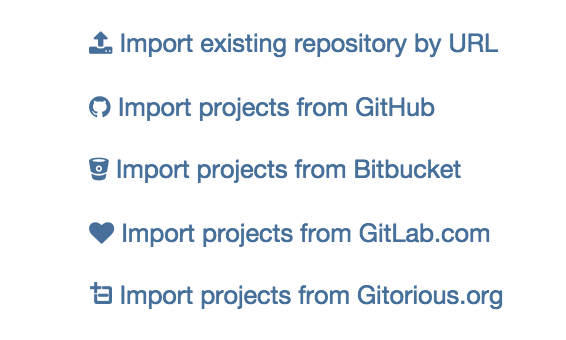 Import existing repository by URL
Import projects from GitHub
Import projects from Bitbucket
Import projects from GitLab.com
Import projects from Gitorious.org